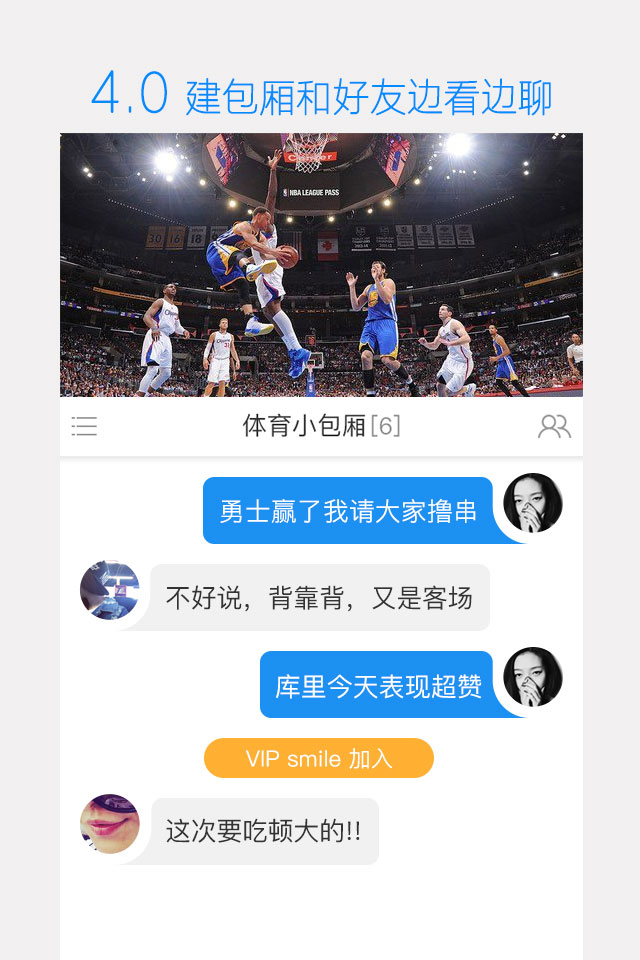 4.0 建包厢和好友边看边聊
Center
NBA LEAGUE PASS
体育小包厢[6]
勇士赢了我请大家撸串
不好说，背靠背，又是客场
库里今天表现超赞
VIP smile 加入
这次要吃顿大的!!